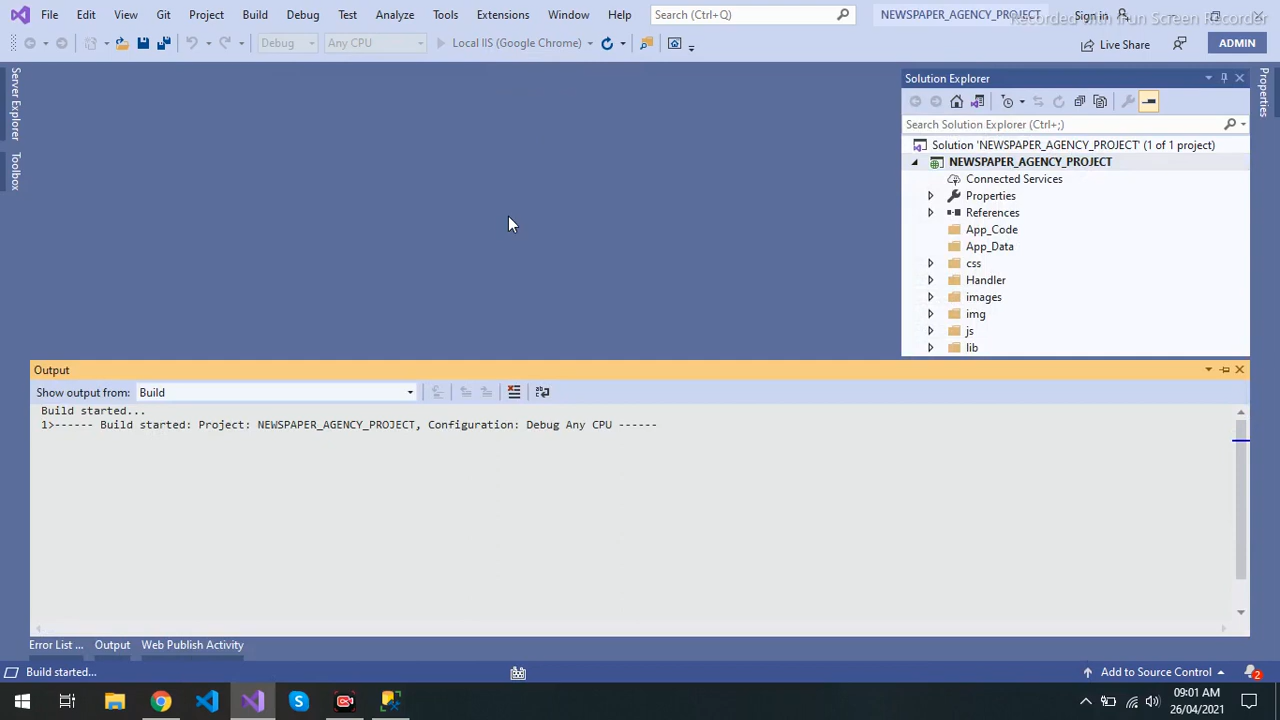 File Edit View Git Project Build Debug Test Analyze Tools Extensions Window Help Search (Ctrl+Q) NEWSPAPER_AGENCY_PROJECT Sign in
Recorded with iFun Screen Recorder
Debug Any CPU Local IIS (Google Chrome) Live Share ADMIN
Server Explorer
Toolbox
Properties
Solution Explorer
Search Solution Explorer (Ctrl+;)
Solution 'NEWSPAPER_AGENCY_PROJECT' (1 of 1 project)
NEWSPAPER_AGENCY_PROJECT
Connected Services
Properties
References
App_Code
App_Data
css
Handler
images
img
js
lib
Output
Show output from: Build
Build started...
1>------ Build started: Project: NEWSPAPER_AGENCY_PROJECT, Configuration: Debug Any CPU ------
Error List ... Output Web Publish Activity
Build started... Add to Source Control 2
09:01 AM
26/04/2021